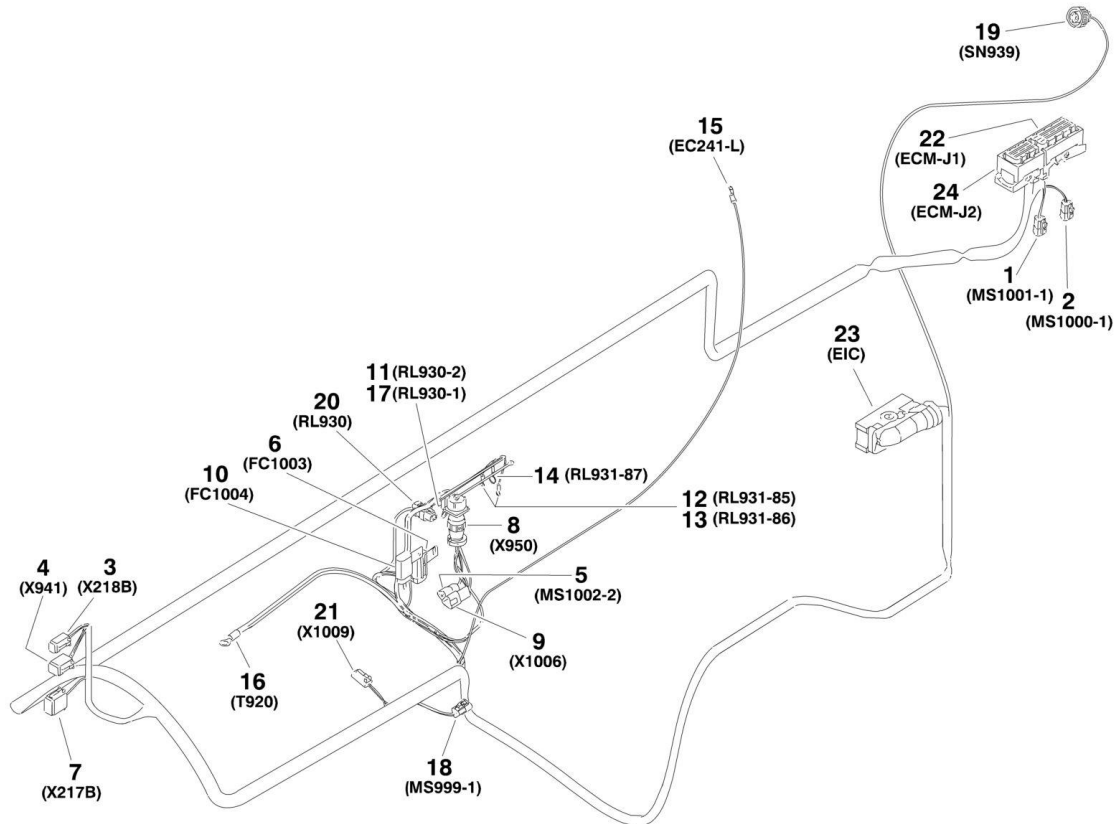 19
(SN939)
15
(EC241-L)
22
(ECM-J1)
24
(ECM-J2)
1
(MS1001-1)
2
(MS1000-1)
23
(EIC)
11 (RL930-2)
17 (RL930-1)
20
(RL930)
6
(FC1003)
10
(FC1004)
14 (RL931-87)
12 (RL931-85)
13 (RL931-86)
8
(X950)
5
(MS1002-2)
9
(X1006)
4
(X941)
3
(X218B)
21
(X1009)
16
(T920)
7
(X217B)
18
(MS999-1)